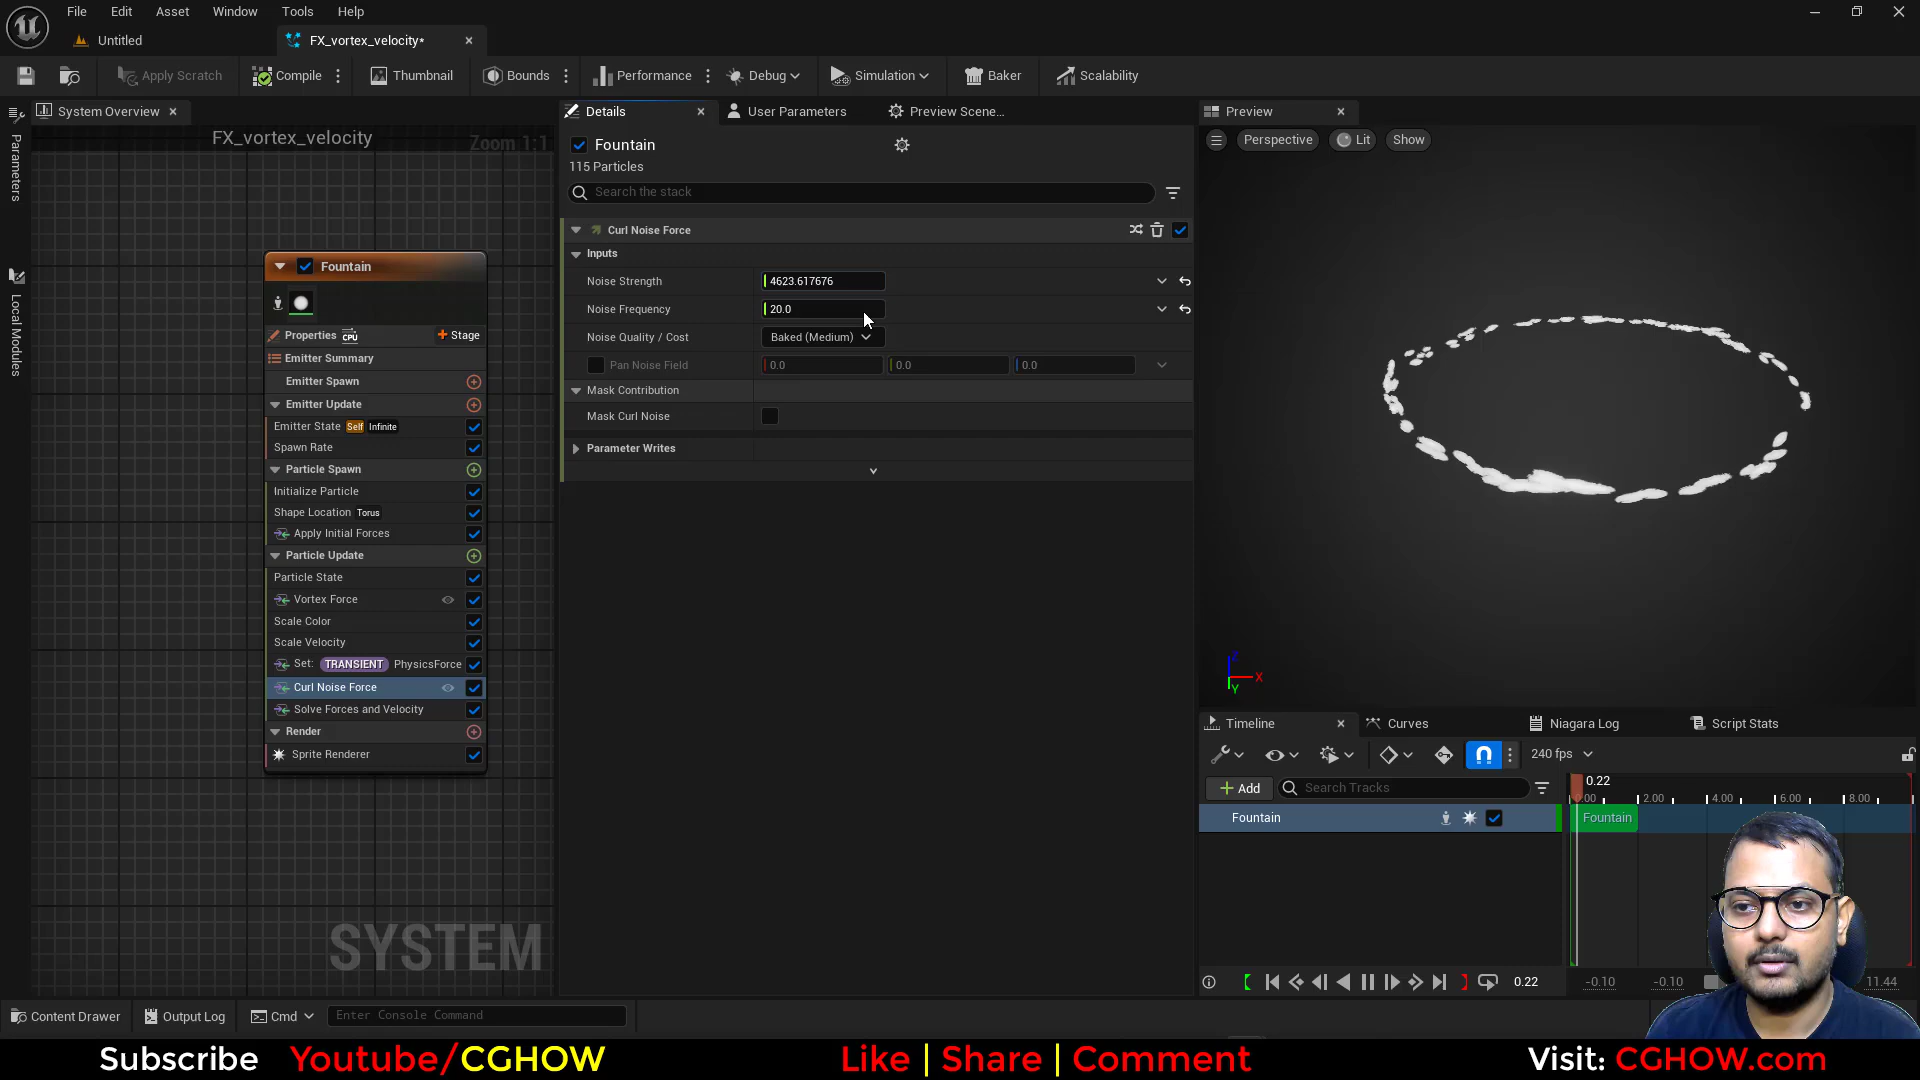 File Edit Asset Window Tools Help
Untitled
FX_vortex_velocity*
Apply Scratch
Compile
Thumbnail
Bounds
Performance
Debug
Simulation
Baker
Scalability
Parameters
Local Modules
System Overview
FX_vortex_velocity
Zoom 1:1
Fountain
Properties CPU
Stage
Emitter Summary
Emitter Spawn
Emitter Update
Emitter State Self Infinite
Spawn Rate
Particle Spawn
Initialize Particle
Shape Location Torus
Apply Initial Forces
Particle Update
Particle State
Vortex Force
Scale Color
Scale Velocity
Set: TRANSIENT PhysicsForce
Curl Noise Force
Solve Forces and Velocity
Render
Sprite Renderer
SYSTEM
Details
User Parameters
Preview Scene...
Fountain
115 Particles
Search the stack
Curl Noise Force
Inputs
Noise Strength 4623.617676
Noise Frequency 20.0
Noise Quality / Cost Baked (Medium)
Pan Noise Field 0.0 0.0 0.0
Mask Contribution
Mask Curl Noise
Parameter Writes
Preview
Perspective
Lit
Show
Z
X
Y
Timeline
Curves
Niagara Log
Script Stats
240 fps
Add
Search Tracks
0.22
2.00 4.00 6.00 8.00
Fountain
Fountain
0.22
-0.10 -0.10 11.44
Content Drawer
Output Log
Cmd
Enter Console Command
Subscribe Youtube/CGHOW
Like | Share | Comment
Visit: CGHOW.com